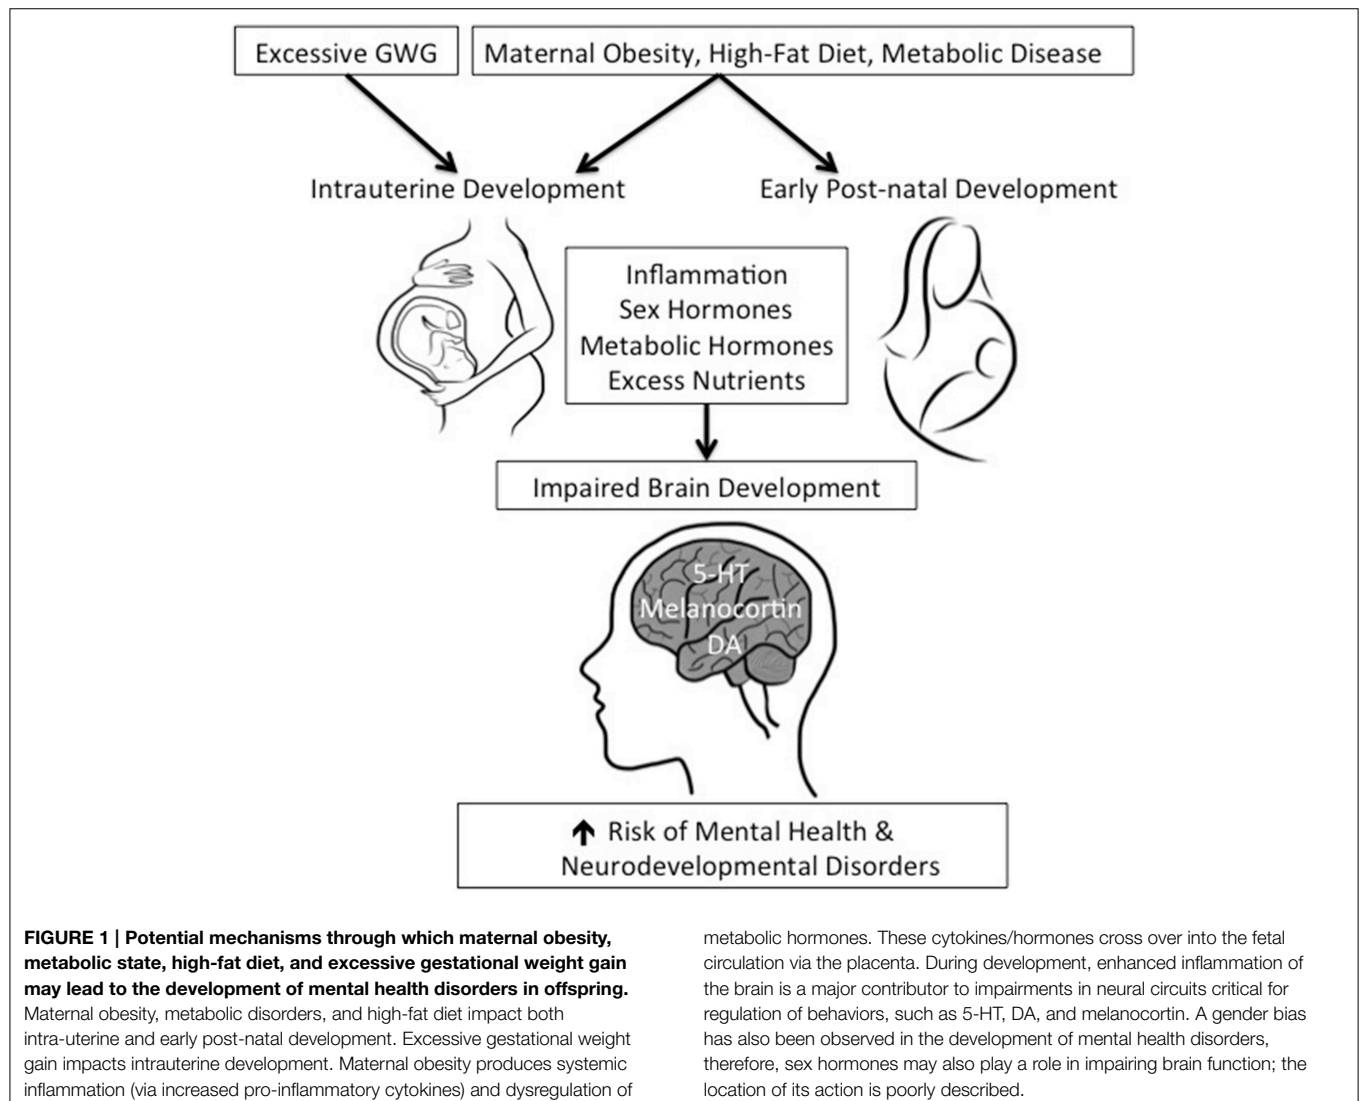 Excessive GWG
Maternal Obesity, High-Fat Diet, Metabolic Disease
Intrauterine Development
Early Post-natal Development
Inflammation
Sex Hormones
Metabolic Hormones
Excess Nutrients
Impaired Brain Development
5-HT
Melanocortin
DA
↑ Risk of Mental Health &
Neurodevelopmental Disorders
FIGURE 1 | Potential mechanisms through which maternal obesity,
metabolic state, high-fat diet, and excessive gestational weight gain
may lead to the development of mental health disorders in offspring.
Maternal obesity, metabolic disorders, and high-fat diet impact both
intra-uterine and early post-natal development. Excessive gestational weight
gain impacts intrauterine development. Maternal obesity produces systemic
inflammation (via increased pro-inflammatory cytokines) and dysregulation of
metabolic hormones. These cytokines/hormones cross over into the fetal
circulation via the placenta. During development, enhanced inflammation of
the brain is a major contributor to impairments in neural circuits critical for
regulation of behaviors, such as 5-HT, DA, and melanocortin. A gender bias
has also been observed in the development of mental health disorders,
therefore, sex hormones may also play a role in impairing brain function; the
location of its action is poorly described.